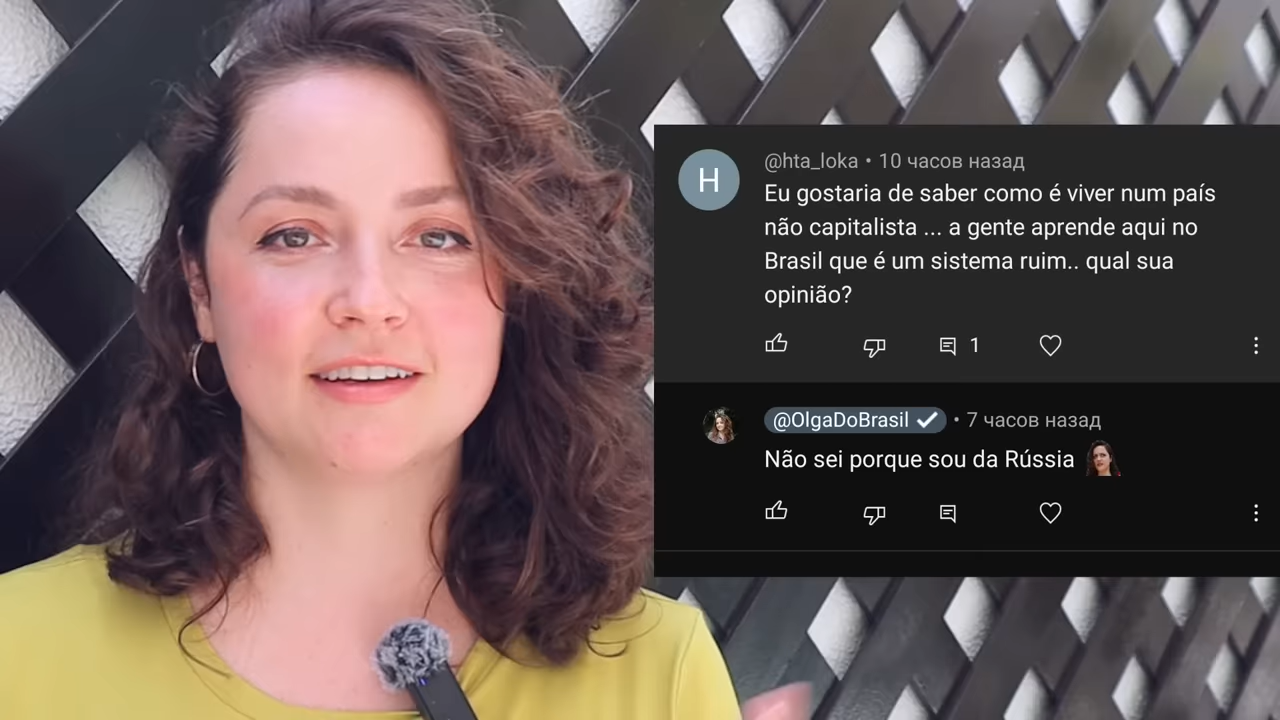 H
@hta_loka • 10 часов назад
Eu gostaria de saber como é viver num país
não capitalista ... a gente aprende aqui no
Brasil que é um sistema ruim.. qual sua
opinião?
1
@OlgaDoBrasil • 7 часов назад
Não sei porque sou da Rússia